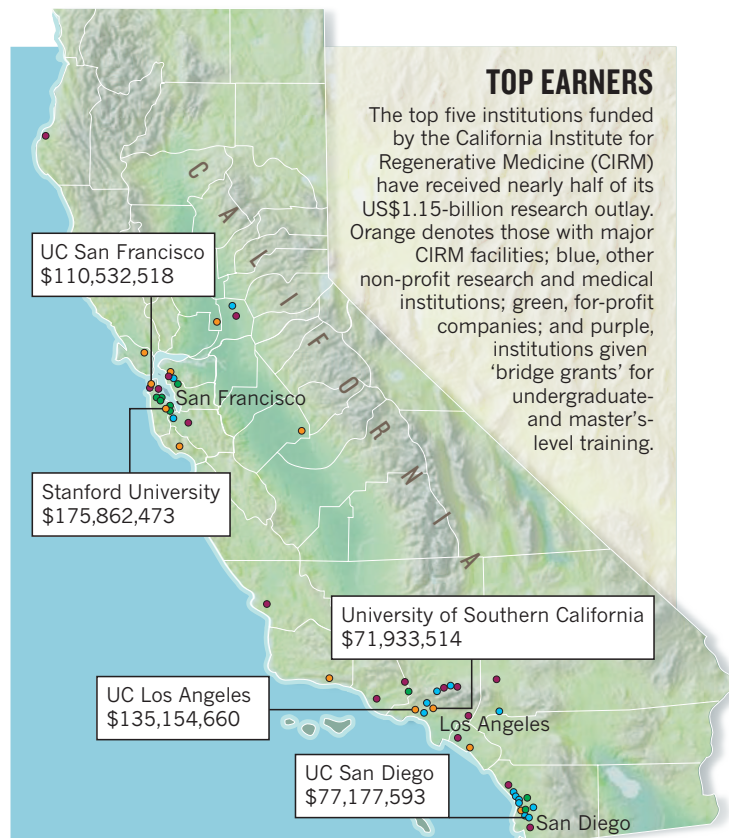 TOP EARNERS
The top five institutions funded
by the California Institute for
Regenerative Medicine (CIRM)
have received nearly half of its
US$1.15-billion research outlay.
Orange denotes those with major
CIRM facilities; blue, other
non-profit research and medical
institutions; green, for-profit
companies; and purple,
institutions given
‘bridge grants’ for
undergraduate-
and master’s-
level training.
CALIFORNIA
UC San Francisco
$110,532,518
San Francisco
Stanford University
$175,862,473
University of Southern California
$71,933,514
UC Los Angeles
$135,154,660
Los Angeles
UC San Diego
$77,177,593
San Diego